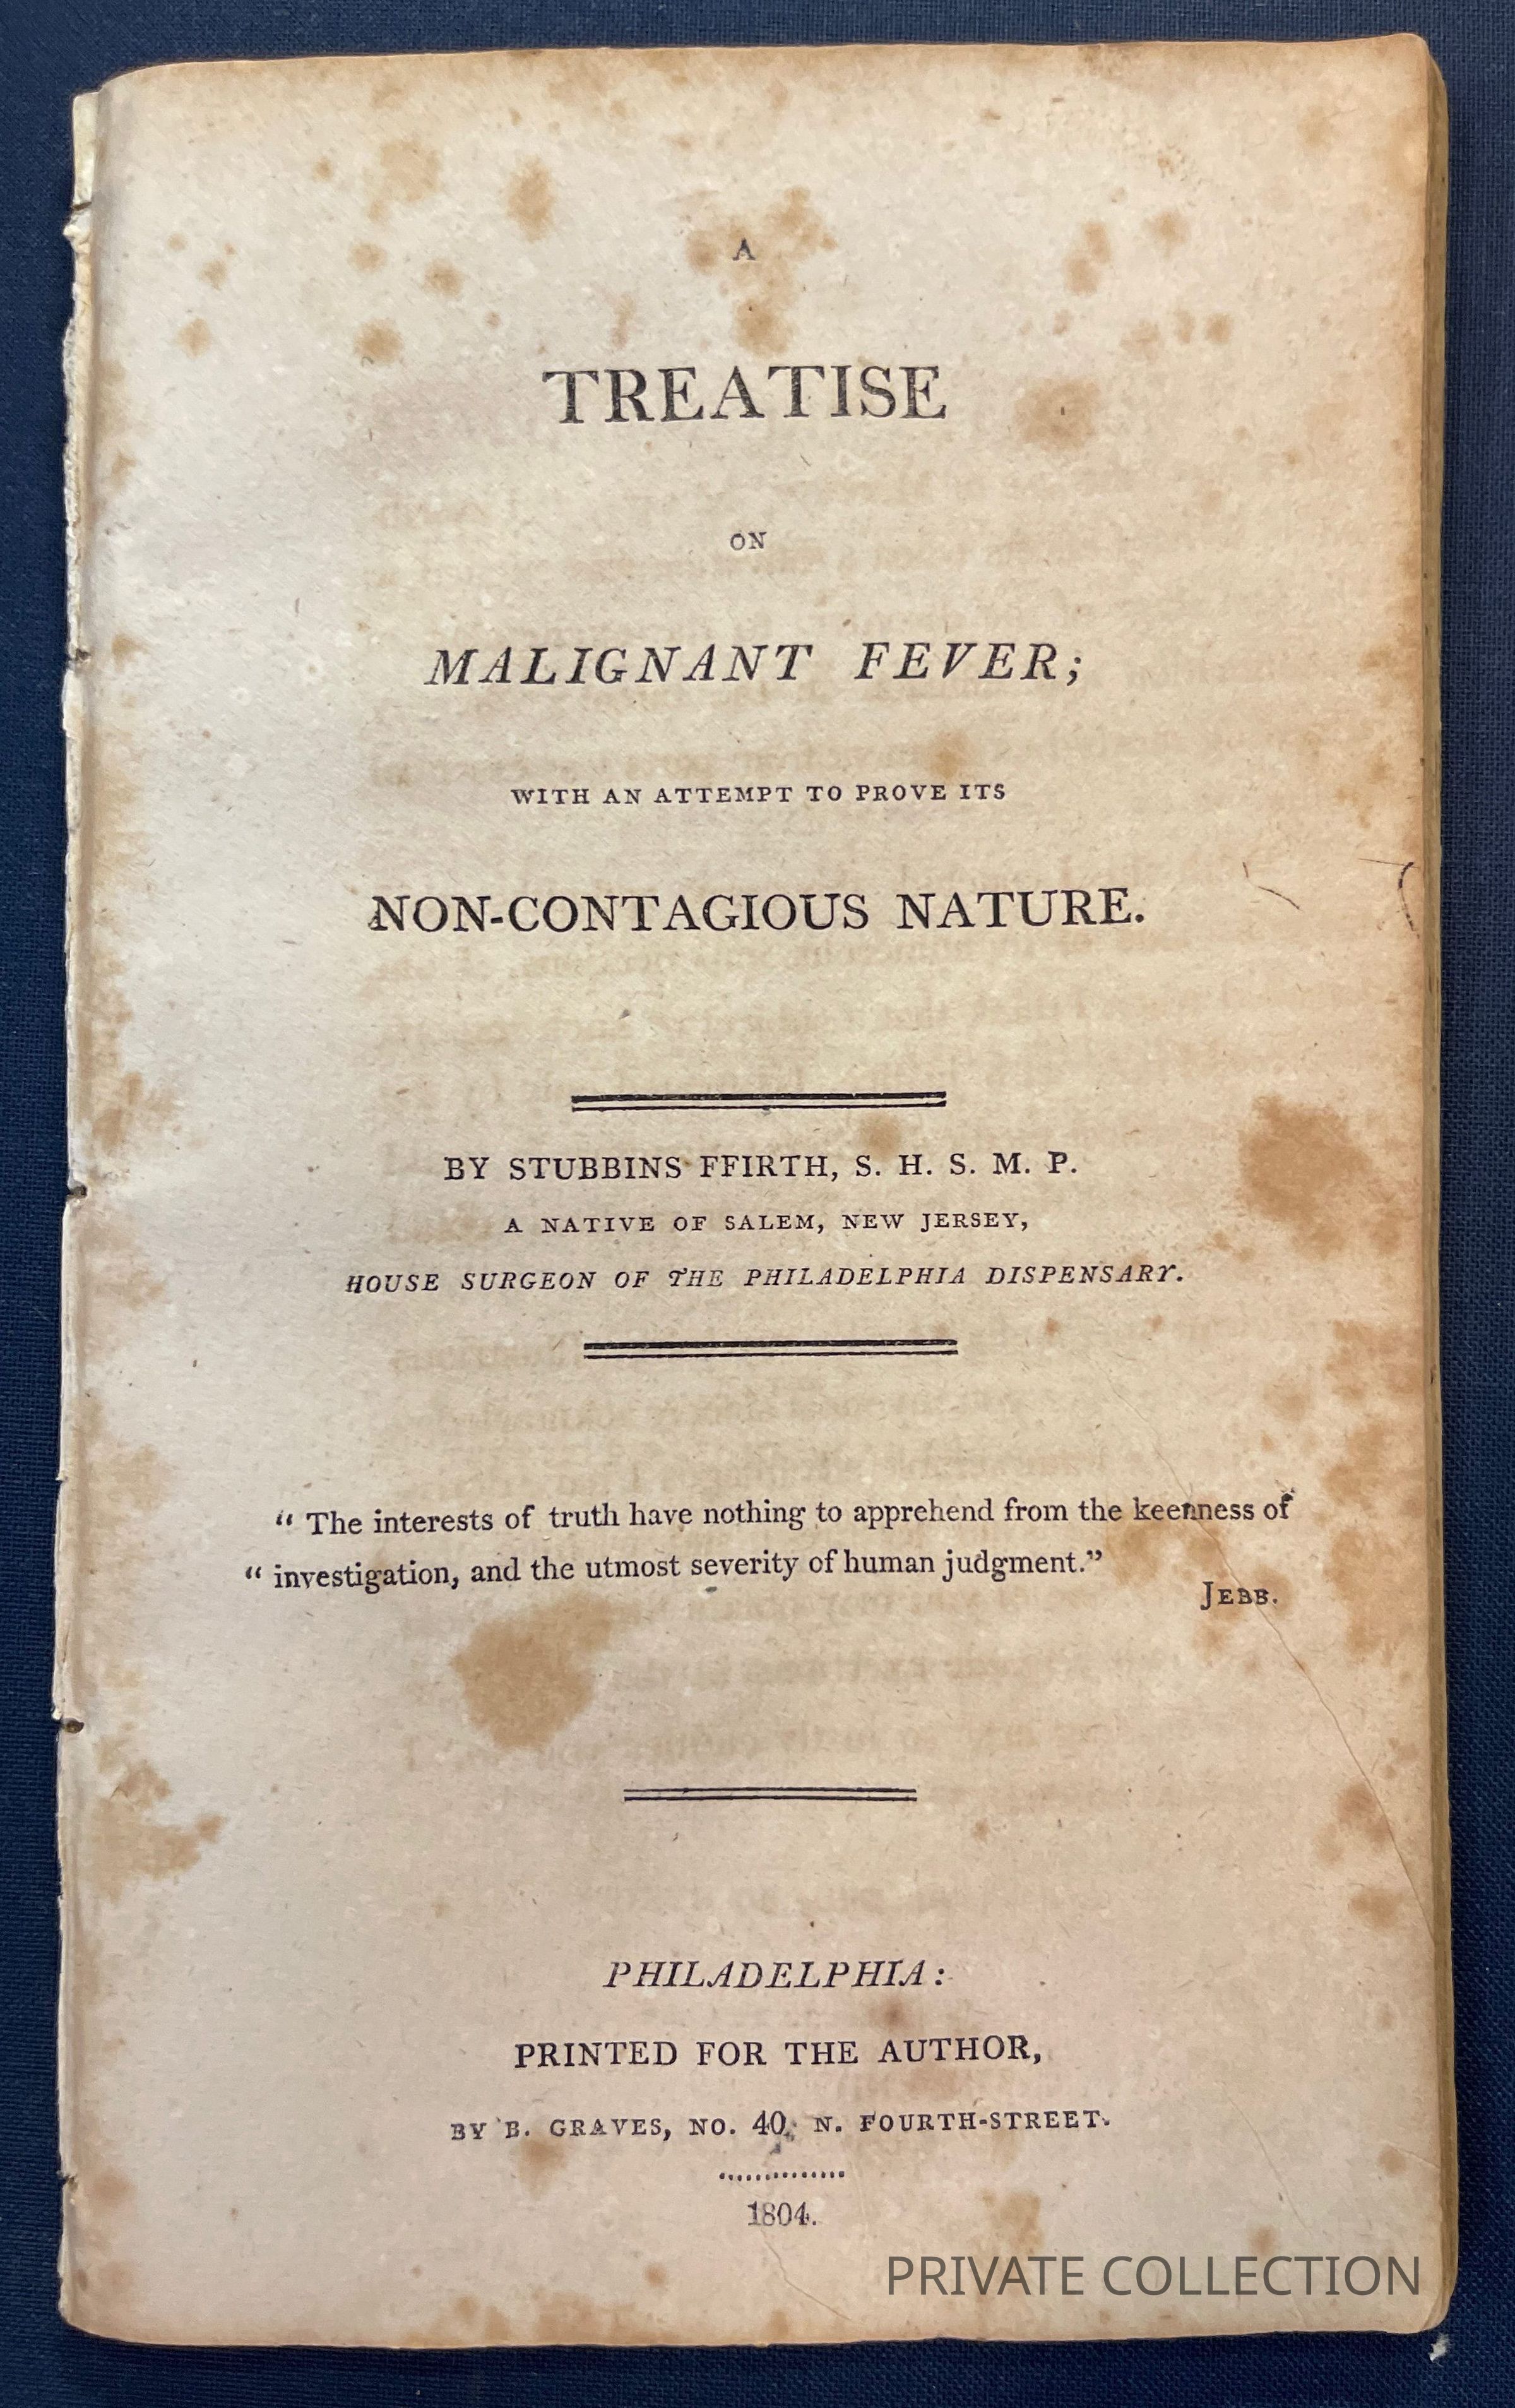 A
TREATISE
ON
MALIGNANT FEVER;
WITH AN ATTEMPT TO PROVE ITS
NON-CONTAGIOUS NATURE.
BY STUBBINS FFIRTH, S. H. S. M. P.
A NATIVE OF SALEM, NEW JERSEY,
HOUSE SURGEON OF THE PHILADELPHIA DISPENSARY.
“ The interests of truth have nothing to apprehend from the keenness of
“ investigation, and the utmost severity of human judgment.”
JEBB.
PHILADELPHIA:
PRINTED FOR THE AUTHOR,
BY B. GRAVES, NO. 40, N. FOURTH-STREET.
1804.
PRIVATE COLLECTION